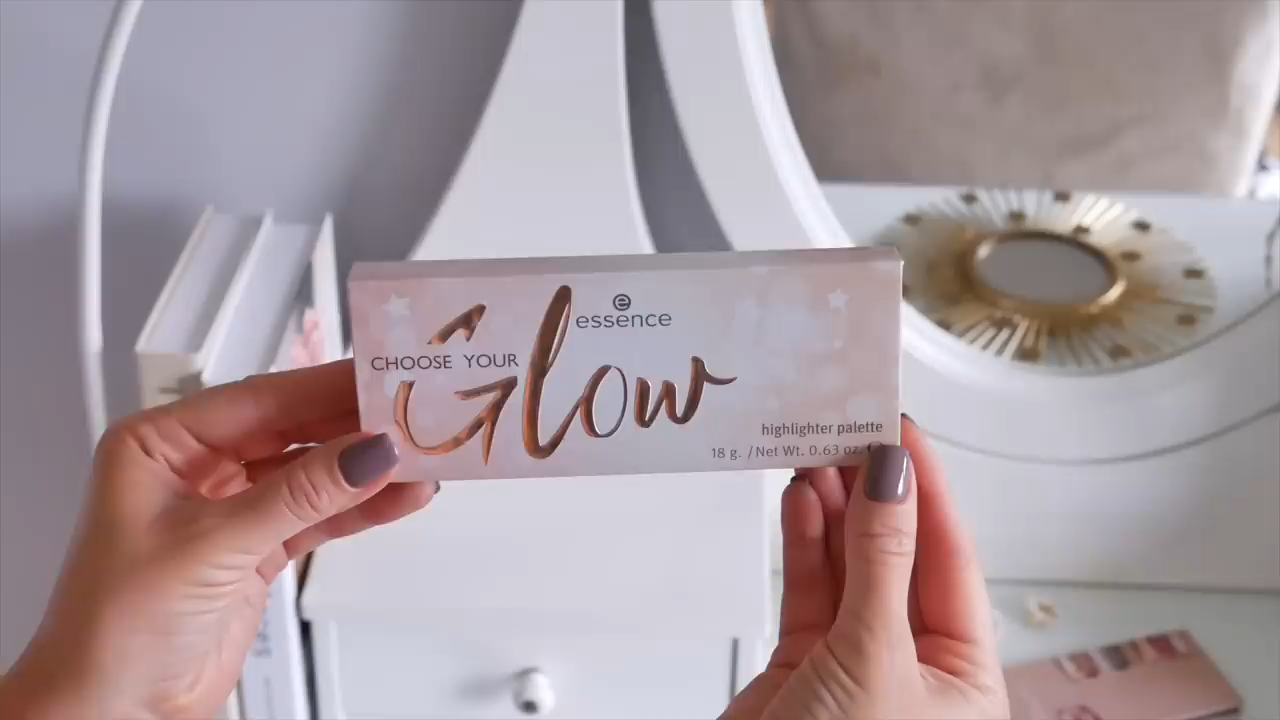 essence
CHOOSE YOUR
Glow
highlighter palette
18 g. / Net Wt. 0.63 oz.